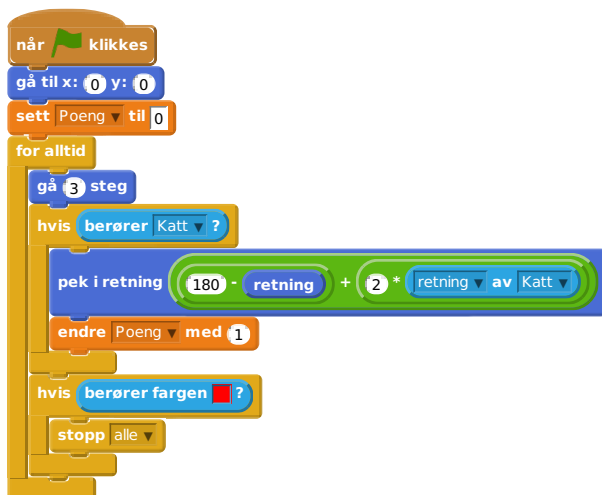 når klikkes
gå til x: 0 y: 0
sett Poeng til 0
for alltid
gå 3 steg
hvis berører Katt ?
pek i retning 180 - retning + 2 * retning av Katt
endre Poeng med 1
hvis berører fargen ?
stopp alle